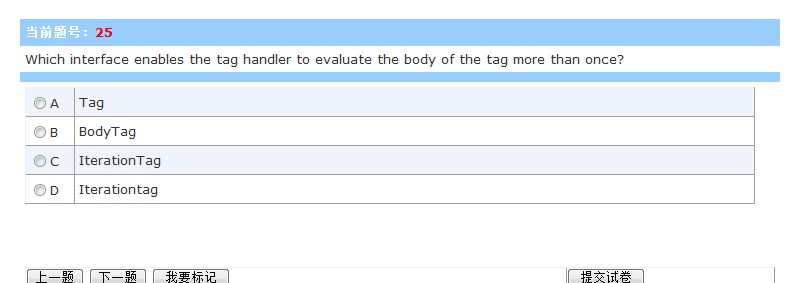 当前题号：25
Which interface enables the tag handler to evaluate the body of the tag more than once?
A Tag
B BodyTag
C IterationTag
D Iterationtag
上一题 下一题 我要标记 提交试卷